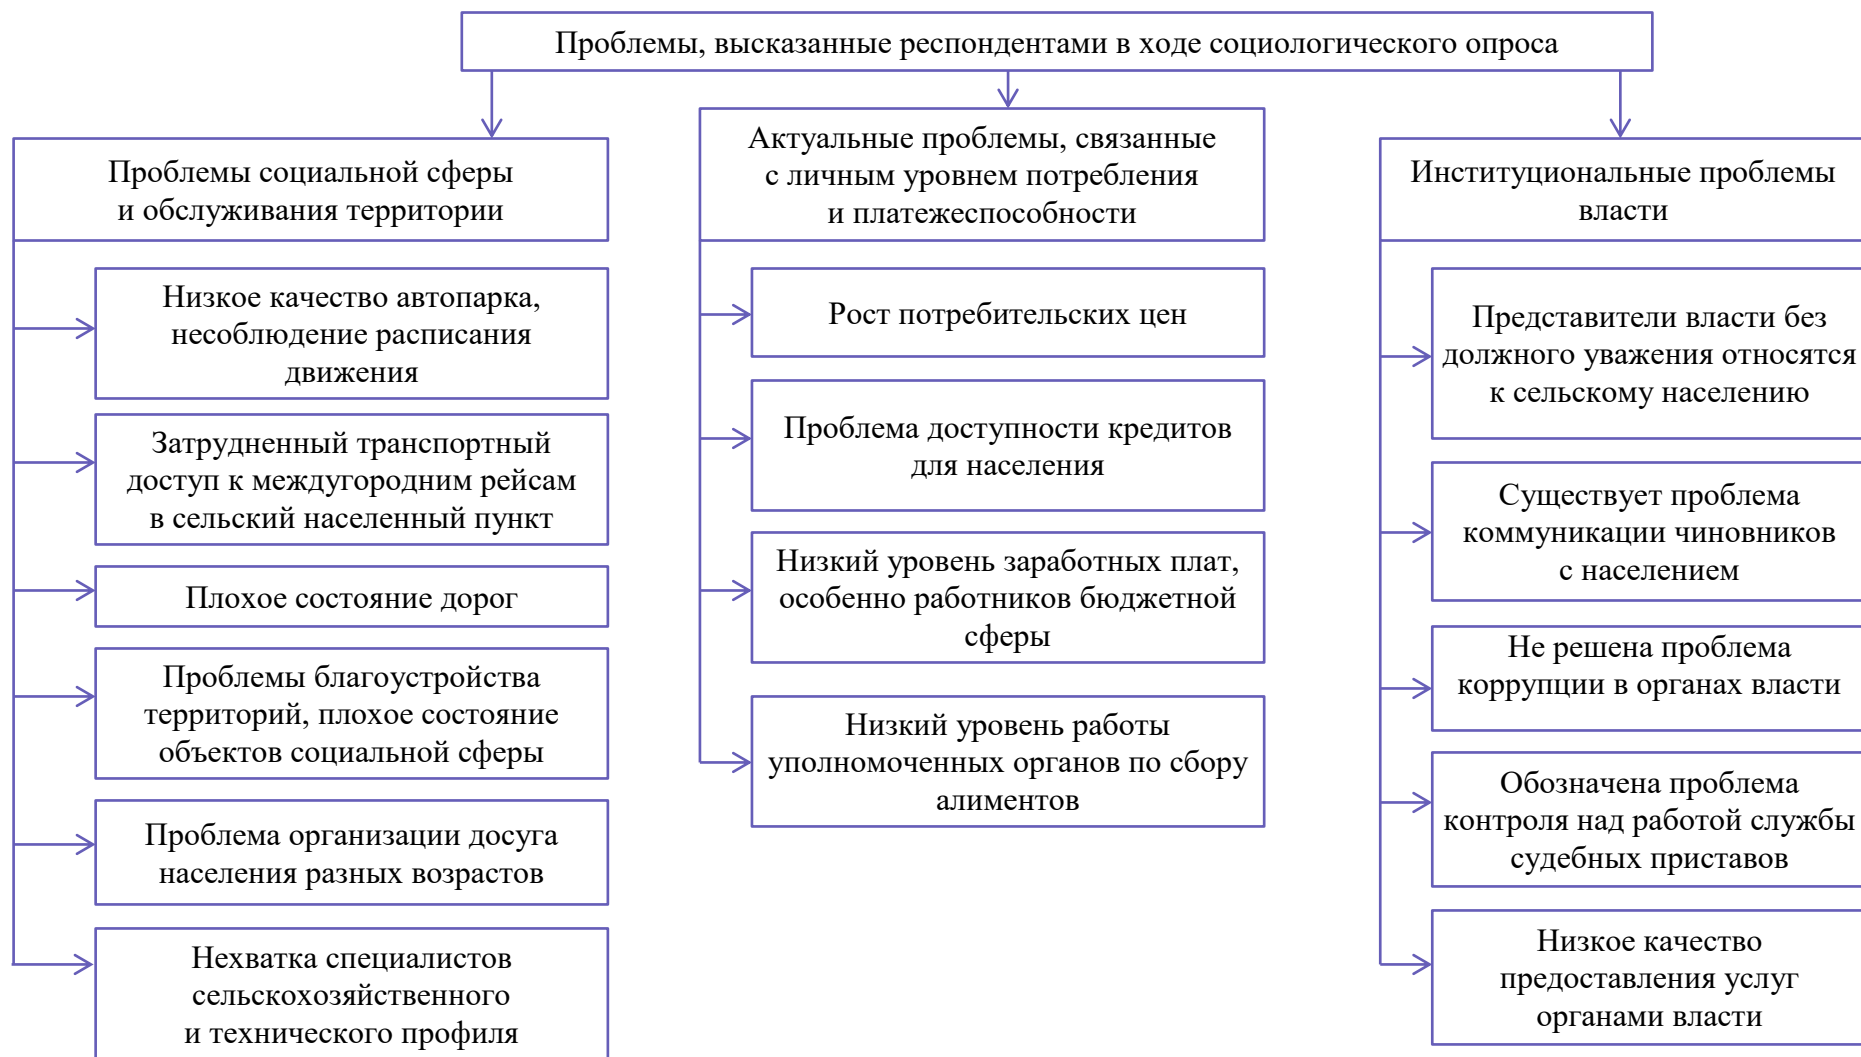 Проблемы, высказанные респондентами в ходе социологического опроса
Проблемы социальной сферы
и обслуживания территории
Низкое качество автопарка,
несоблюдение расписания
движения
Затрудненный транспортный
доступ к междугородним рейсам
в сельский населенный пункт
Плохое состояние дорог
Проблемы благоустройства
территорий, плохое состояние
объектов социальной сферы
Проблема организации досуга
населения разных возрастов
Нехватка специалистов
сельскохозяйственного
и технического профиля
Актуальные проблемы, связанные
с личным уровнем потребления
и платежеспособности
Рост потребительских цен
Проблема доступности кредитов
для населения
Низкий уровень заработных плат,
особенно работников бюджетной
сферы
Низкий уровень работы
уполномоченных органов по сбору
алиментов
Институциональные проблемы
власти
Представители власти без
должного уважения относятся
к сельскому населению
Существует проблема
коммуникации чиновников
с населением
Не решена проблема
коррупции в органах власти
Обозначена проблема
контроля над работой службы
судебных приставов
Низкое качество
предоставления услуг
органами власти